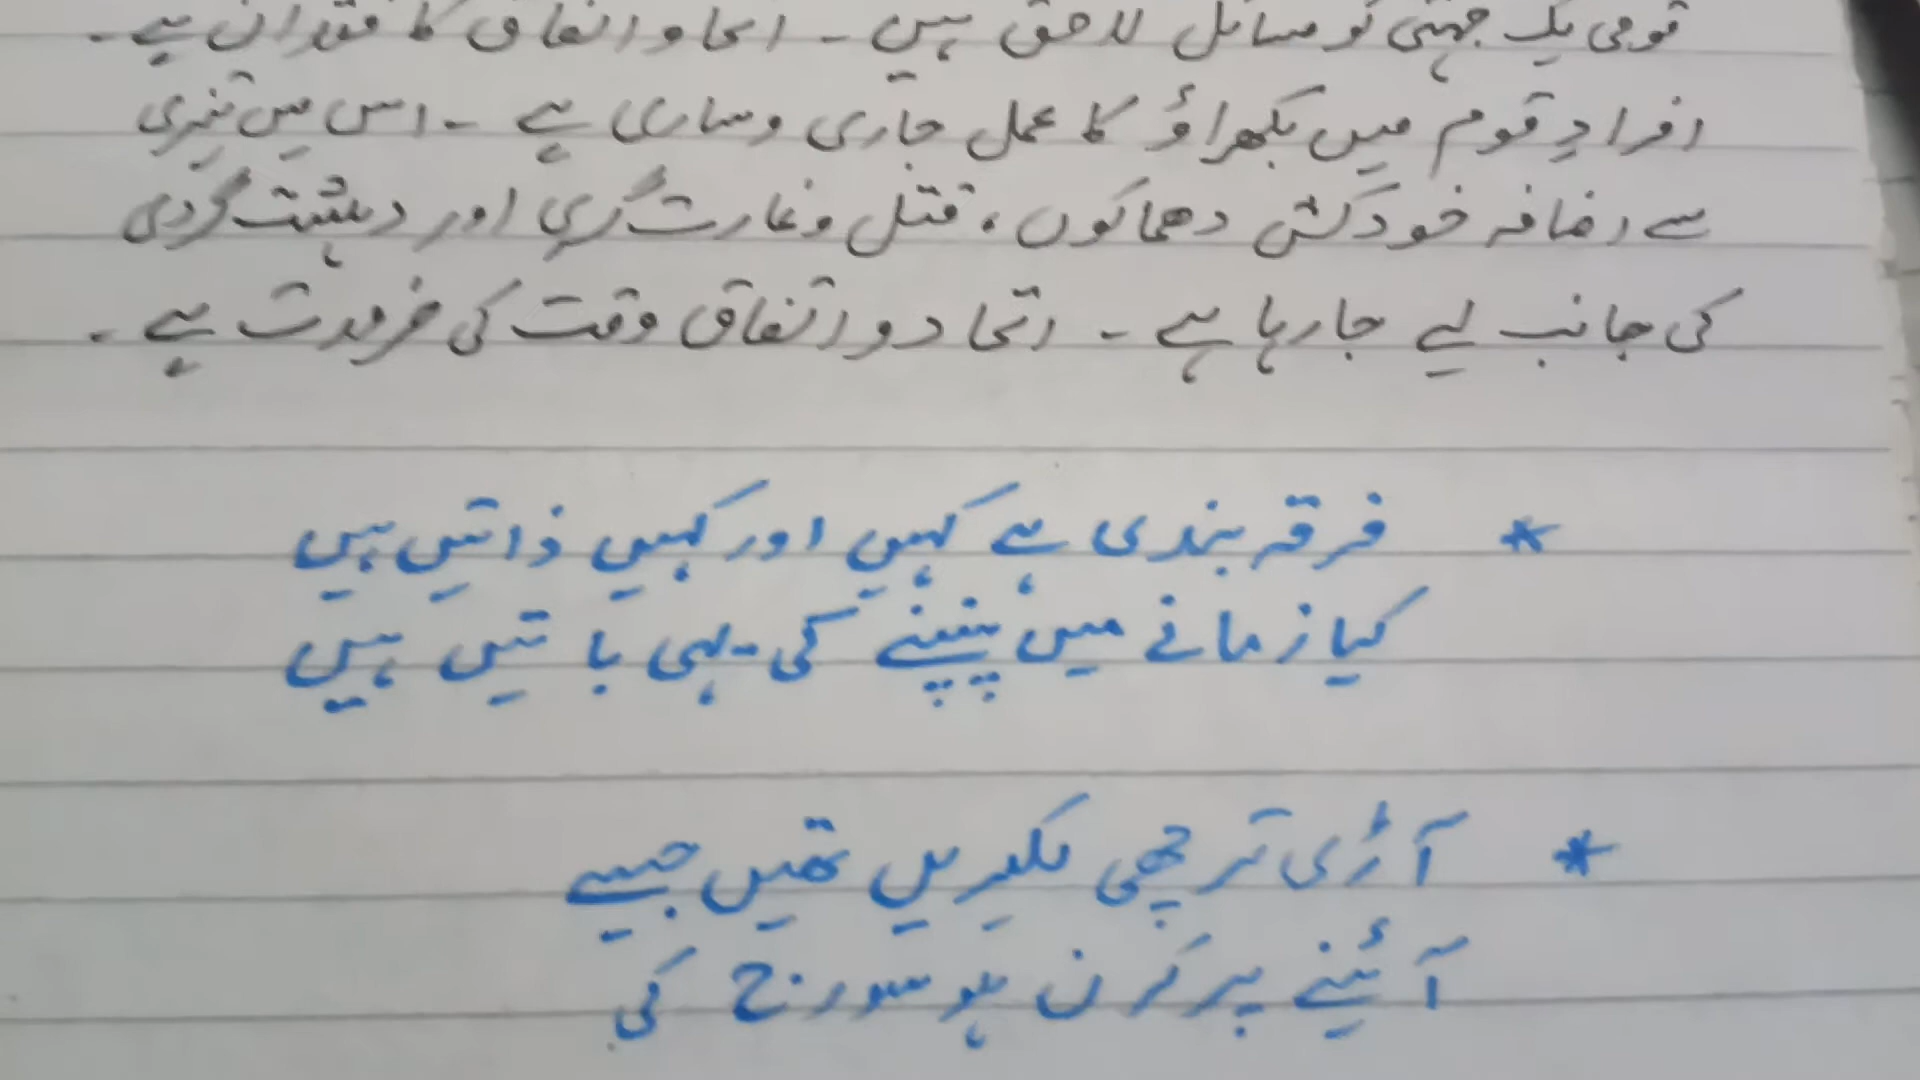 قومی یک جہتی کو مسائل لاحق ہیں ۔ اتحاد و اتفاق کا فقدان ہے ۔
افرادِ قوم میں بکھراؤ کا عمل جاری و ساری ہے ۔ اس میں تیزی
سے اضافہ خودکش دھماکوں، قتل و غارت گری اور دہشت گردی
کی جانب لے جا رہا ہے ۔ اتحاد و اتفاق وقت کی ضرورت ہے ۔
* فرقہ بندی ہے کہیں اور کہیں ذاتیں ہیں
کیا زمانے میں پنپنے کی یہی باتیں ہیں
* آڑی ترچھی لکیریں تھیں جیسے
آئینے پر کرن ہو سورج کی